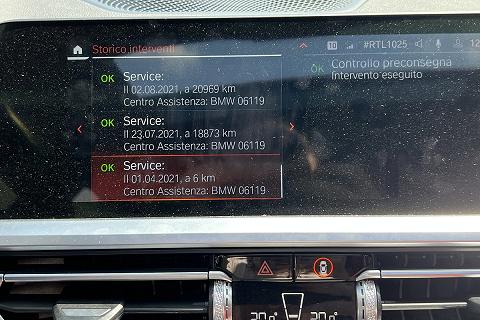 Storico interventi
10 #RTL1025 12
OK Service:
Il 02.08.2021, a 20969 km
Centro Assistenza: BMW 06119
OK Service:
Il 23.07.2021, a 18873 km
Centro Assistenza: BMW 06119
OK Service:
Il 01.04.2021, a 6 km
Centro Assistenza: BMW 06119
OK Controllo preconsegna
Intervento eseguito